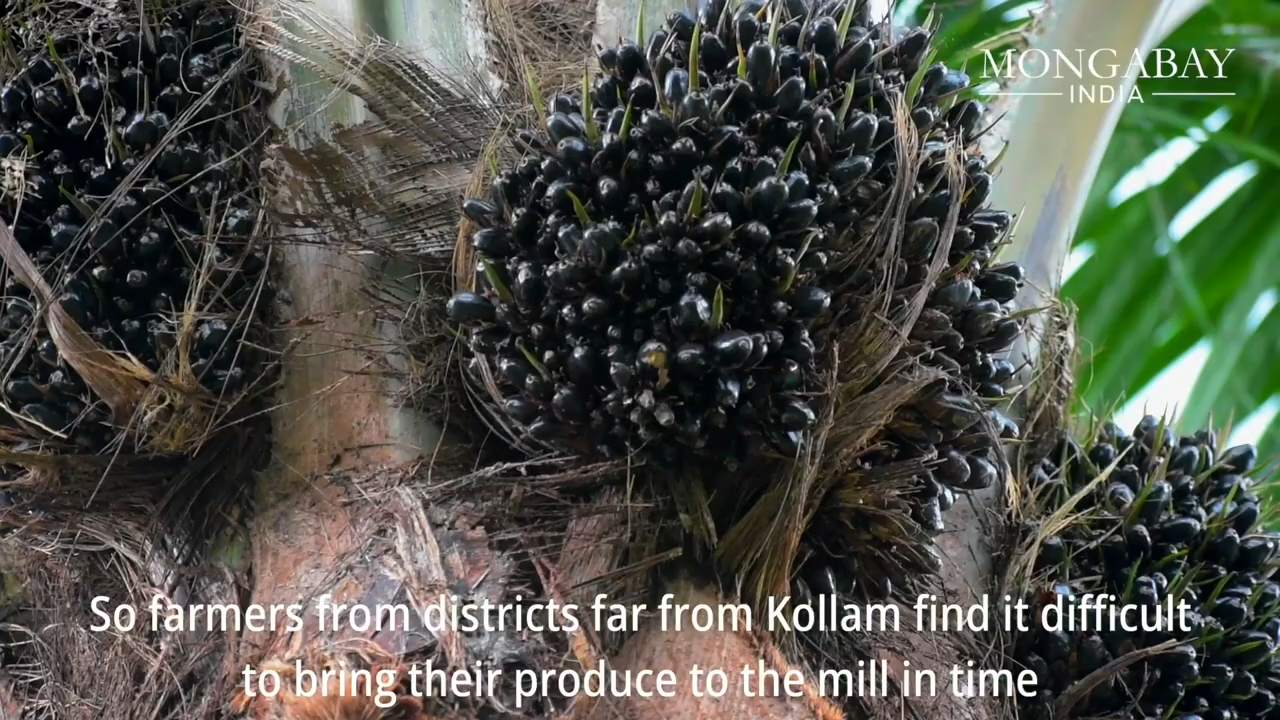 MONGABAY
INDIA
So farmers from districts far from Kollam find it difficult
to bring their produce to the mill in time